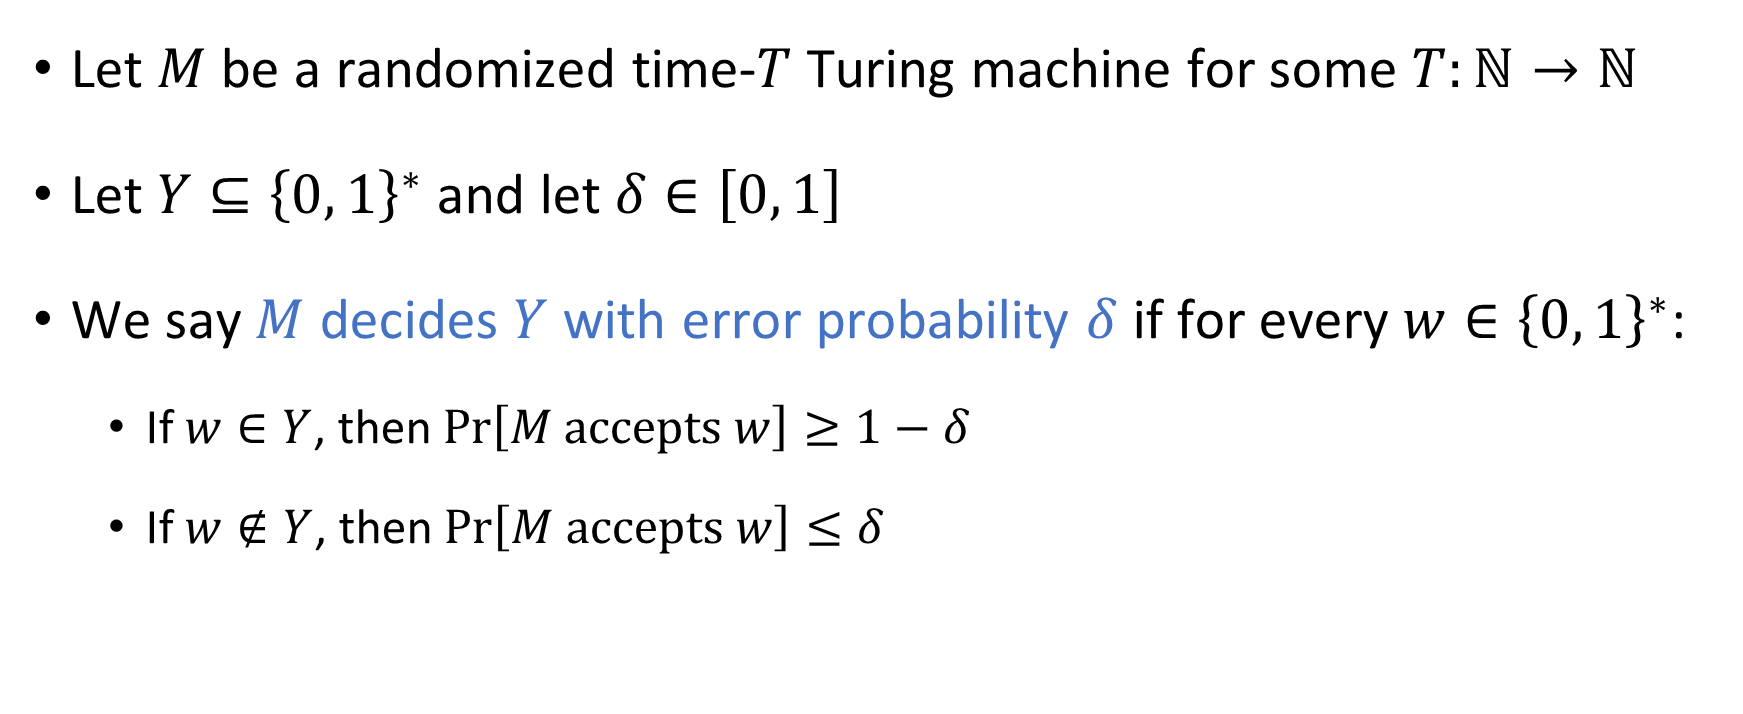 • Let 𝑀 be a randomized time-𝑇 Turing machine for some 𝑇: ℕ → ℕ
• Let 𝑌 ⊆ {0, 1}* and let 𝛿 ∈ [0, 1]
• We say 𝑀 decides 𝑌 with error probability 𝛿 if for every 𝑤 ∈ {0, 1}*:
• If 𝑤 ∈ 𝑌, then Pr[𝑀 accepts 𝑤] ≥ 1 − 𝛿
• If 𝑤 ∉ 𝑌, then Pr[𝑀 accepts 𝑤] ≤ 𝛿